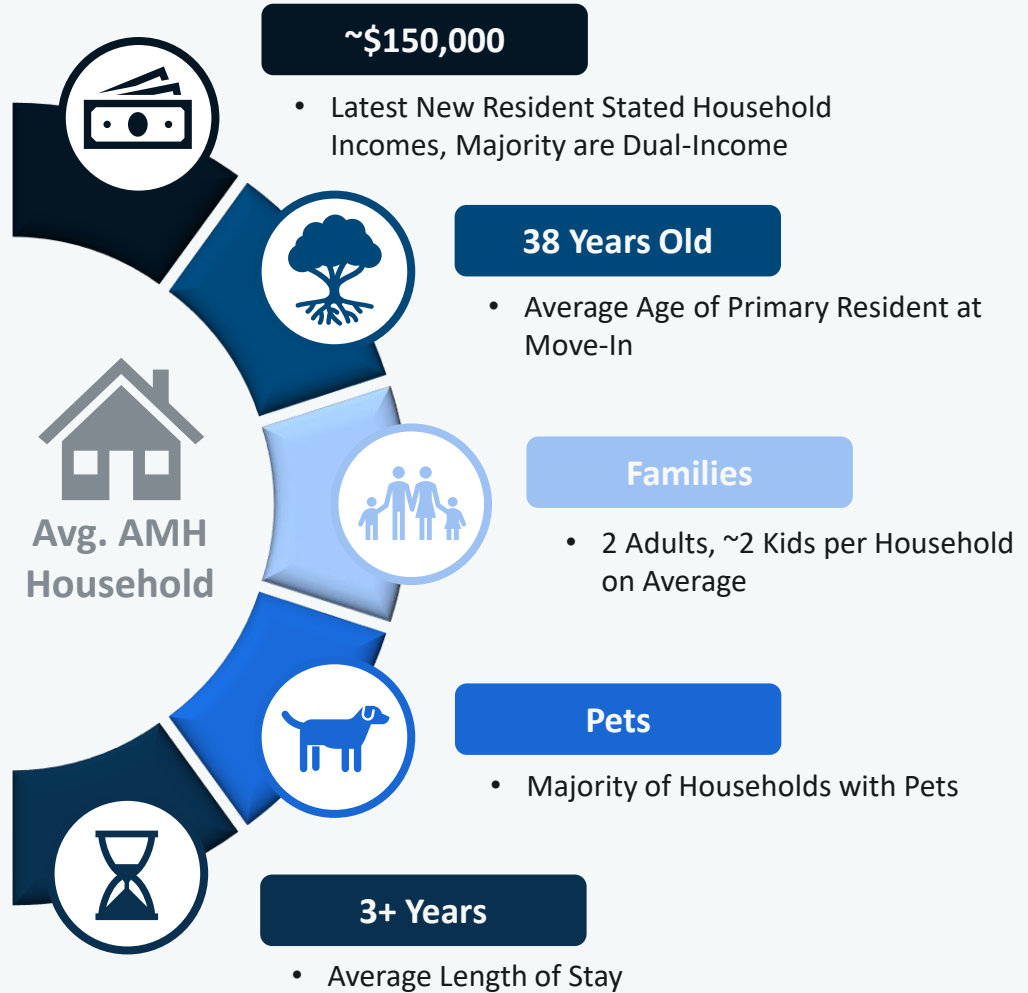 ~$150,000
• Latest New Resident Stated Household
Incomes, Majority are Dual-Income
38 Years Old
• Average Age of Primary Resident at
Move-In
Avg. AMH
Household
Families
• 2 Adults, ~2 Kids per Household
on Average
Pets
• Majority of Households with Pets
3+ Years
• Average Length of Stay